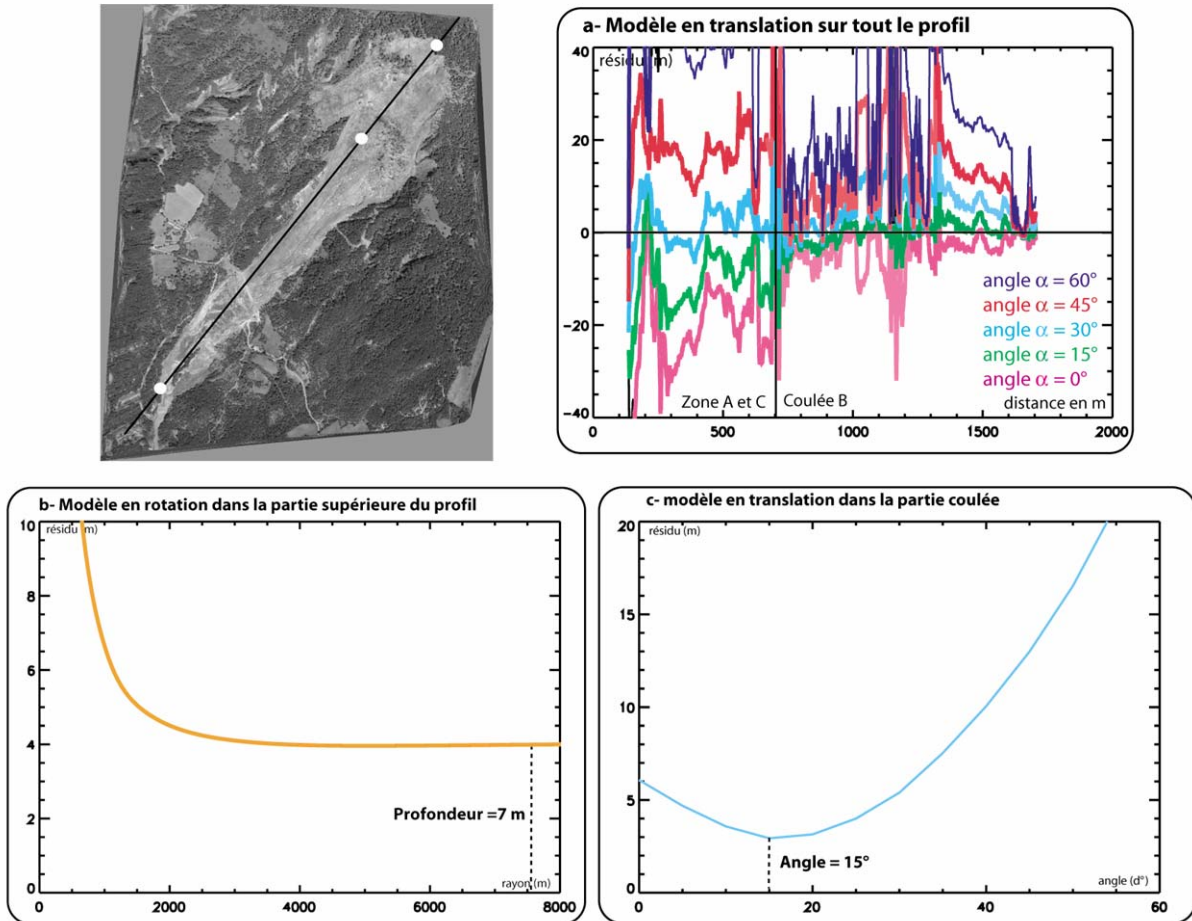 a- Modèle en translation sur tout le profil
40
résidu (m)
20
0
−20
−40
angle α = 60°
angle α = 45°
angle α = 30°
angle α = 15°
angle α = 0°
Zone A et C
Coulée B
distance en m
0 500 1000 1500 2000
b- Modèle en rotation dans la partie supérieure du profil
10
résidu (m)
8
6
4
2
0
Profondeur =7 m
rayon (m)
0 2000 4000 6000 8000
c- modèle en translation dans la partie coulée
20
résidu (m)
15
10
5
0
Angle = 15°
angle (d°)
0 20 40 60